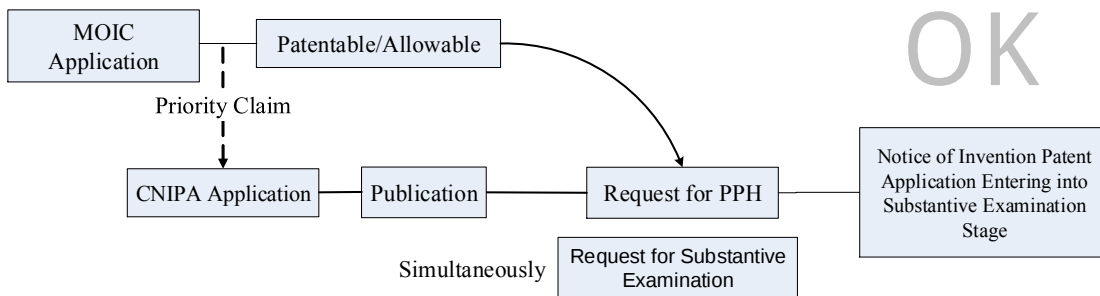 MOIC
Application
Patentable/Allowable
OK
Priority Claim
CNIPA Application
Publication
Request for PPH
Notice of Invention Patent
Application Entering into
Substantive Examination
Stage
Simultaneously
Request for Substantive
Examination